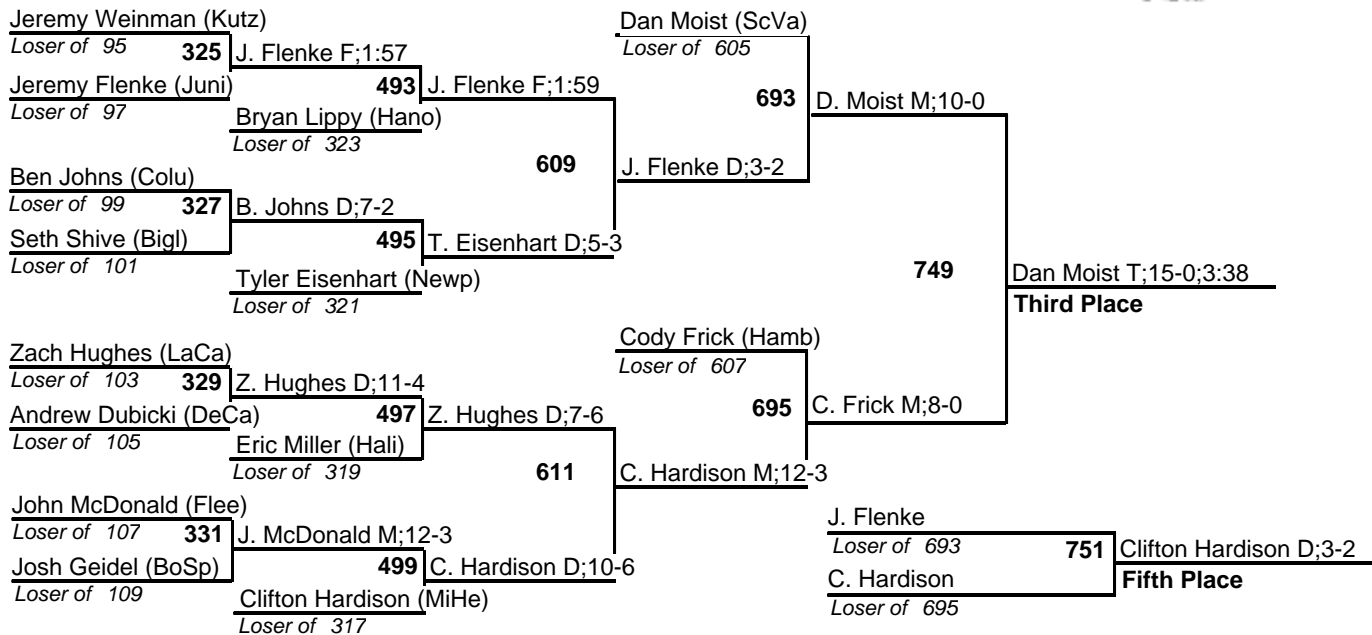 Jeremy Weinman (Kutz)
Loser of 95
325
J. Flenke F;1:57
Jeremy Flenke (Juni)
Loser of 97
493
J. Flenke F;1:59
Bryan Lippy (Hano)
Loser of 323
609
Ben Johns (Colu)
Loser of 99
327
B. Johns D;7-2
Seth Shive (Bigl)
Loser of 101
495
T. Eisenhart D;5-3
Tyler Eisenhart (Newp)
Loser of 321
Dan Moist (ScVa)
Loser of 605
693
D. Moist M;10-0
J. Flenke D;3-2
749
Dan Moist T;15-0;3:38
Third Place
Zach Hughes (LaCa)
Loser of 103
329
Z. Hughes D;11-4
Andrew Dubicki (DeCa)
Loser of 105
497
Z. Hughes D;7-6
Eric Miller (Hali)
Loser of 319
611
John McDonald (Flee)
Loser of 107
331
J. McDonald M;12-3
Josh Geidel (BoSp)
Loser of 109
499
C. Hardison D;10-6
Clifton Hardison (MiHe)
Loser of 317
Cody Frick (Hamb)
Loser of 607
695
C. Frick M;8-0
C. Hardison M;12-3
J. Flenke
Loser of 693
751
Clifton Hardison D;3-2
C. Hardison
Fifth Place
Loser of 695